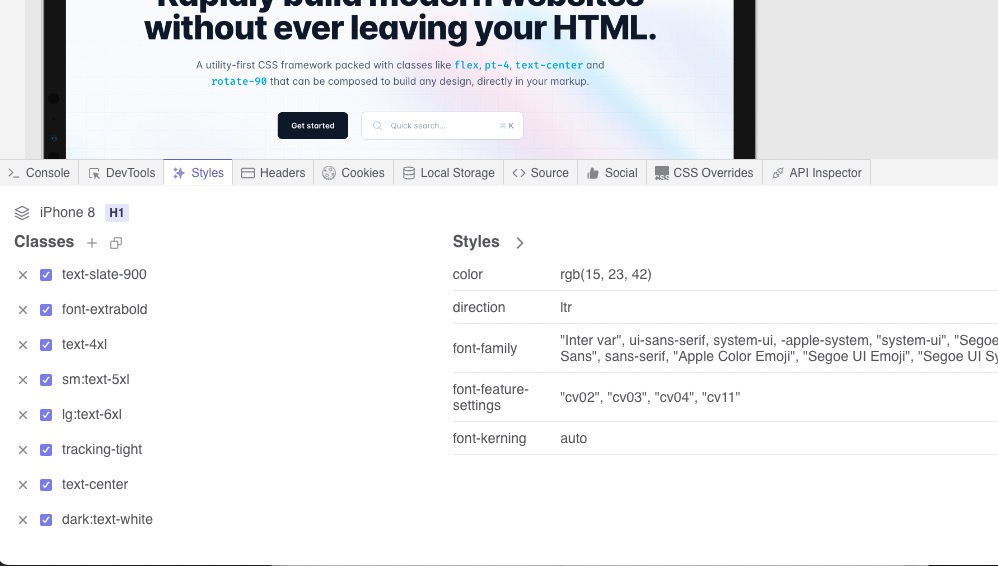 Rapidly build modern websites
without ever leaving your HTML.
A utility-first CSS framework packed with classes like flex, pt-4, text-center and
rotate-90 that can be composed to build any design, directly in your markup.
Get started
Quick search...
⌘ K
Console
DevTools
Styles
Headers
Cookies
Local Storage
Source
Social
CSS
CSS Overrides
API Inspector
iPhone 8 H1
Classes
text-slate-900
font-extrabold
text-4xl
sm:text-5xl
lg:text-6xl
tracking-tight
text-center
dark:text-white
Styles
color rgb(15, 23, 42)
direction ltr
font-family "Inter var", ui-sans-serif, system-ui, -apple-system, "system-ui", "Segoe
Sans", sans-serif, "Apple Color Emoji", "Segoe UI Emoji", "Segoe UI Sy
font-feature-
settings "cv02", "cv03", "cv04", "cv11"
font-kerning auto